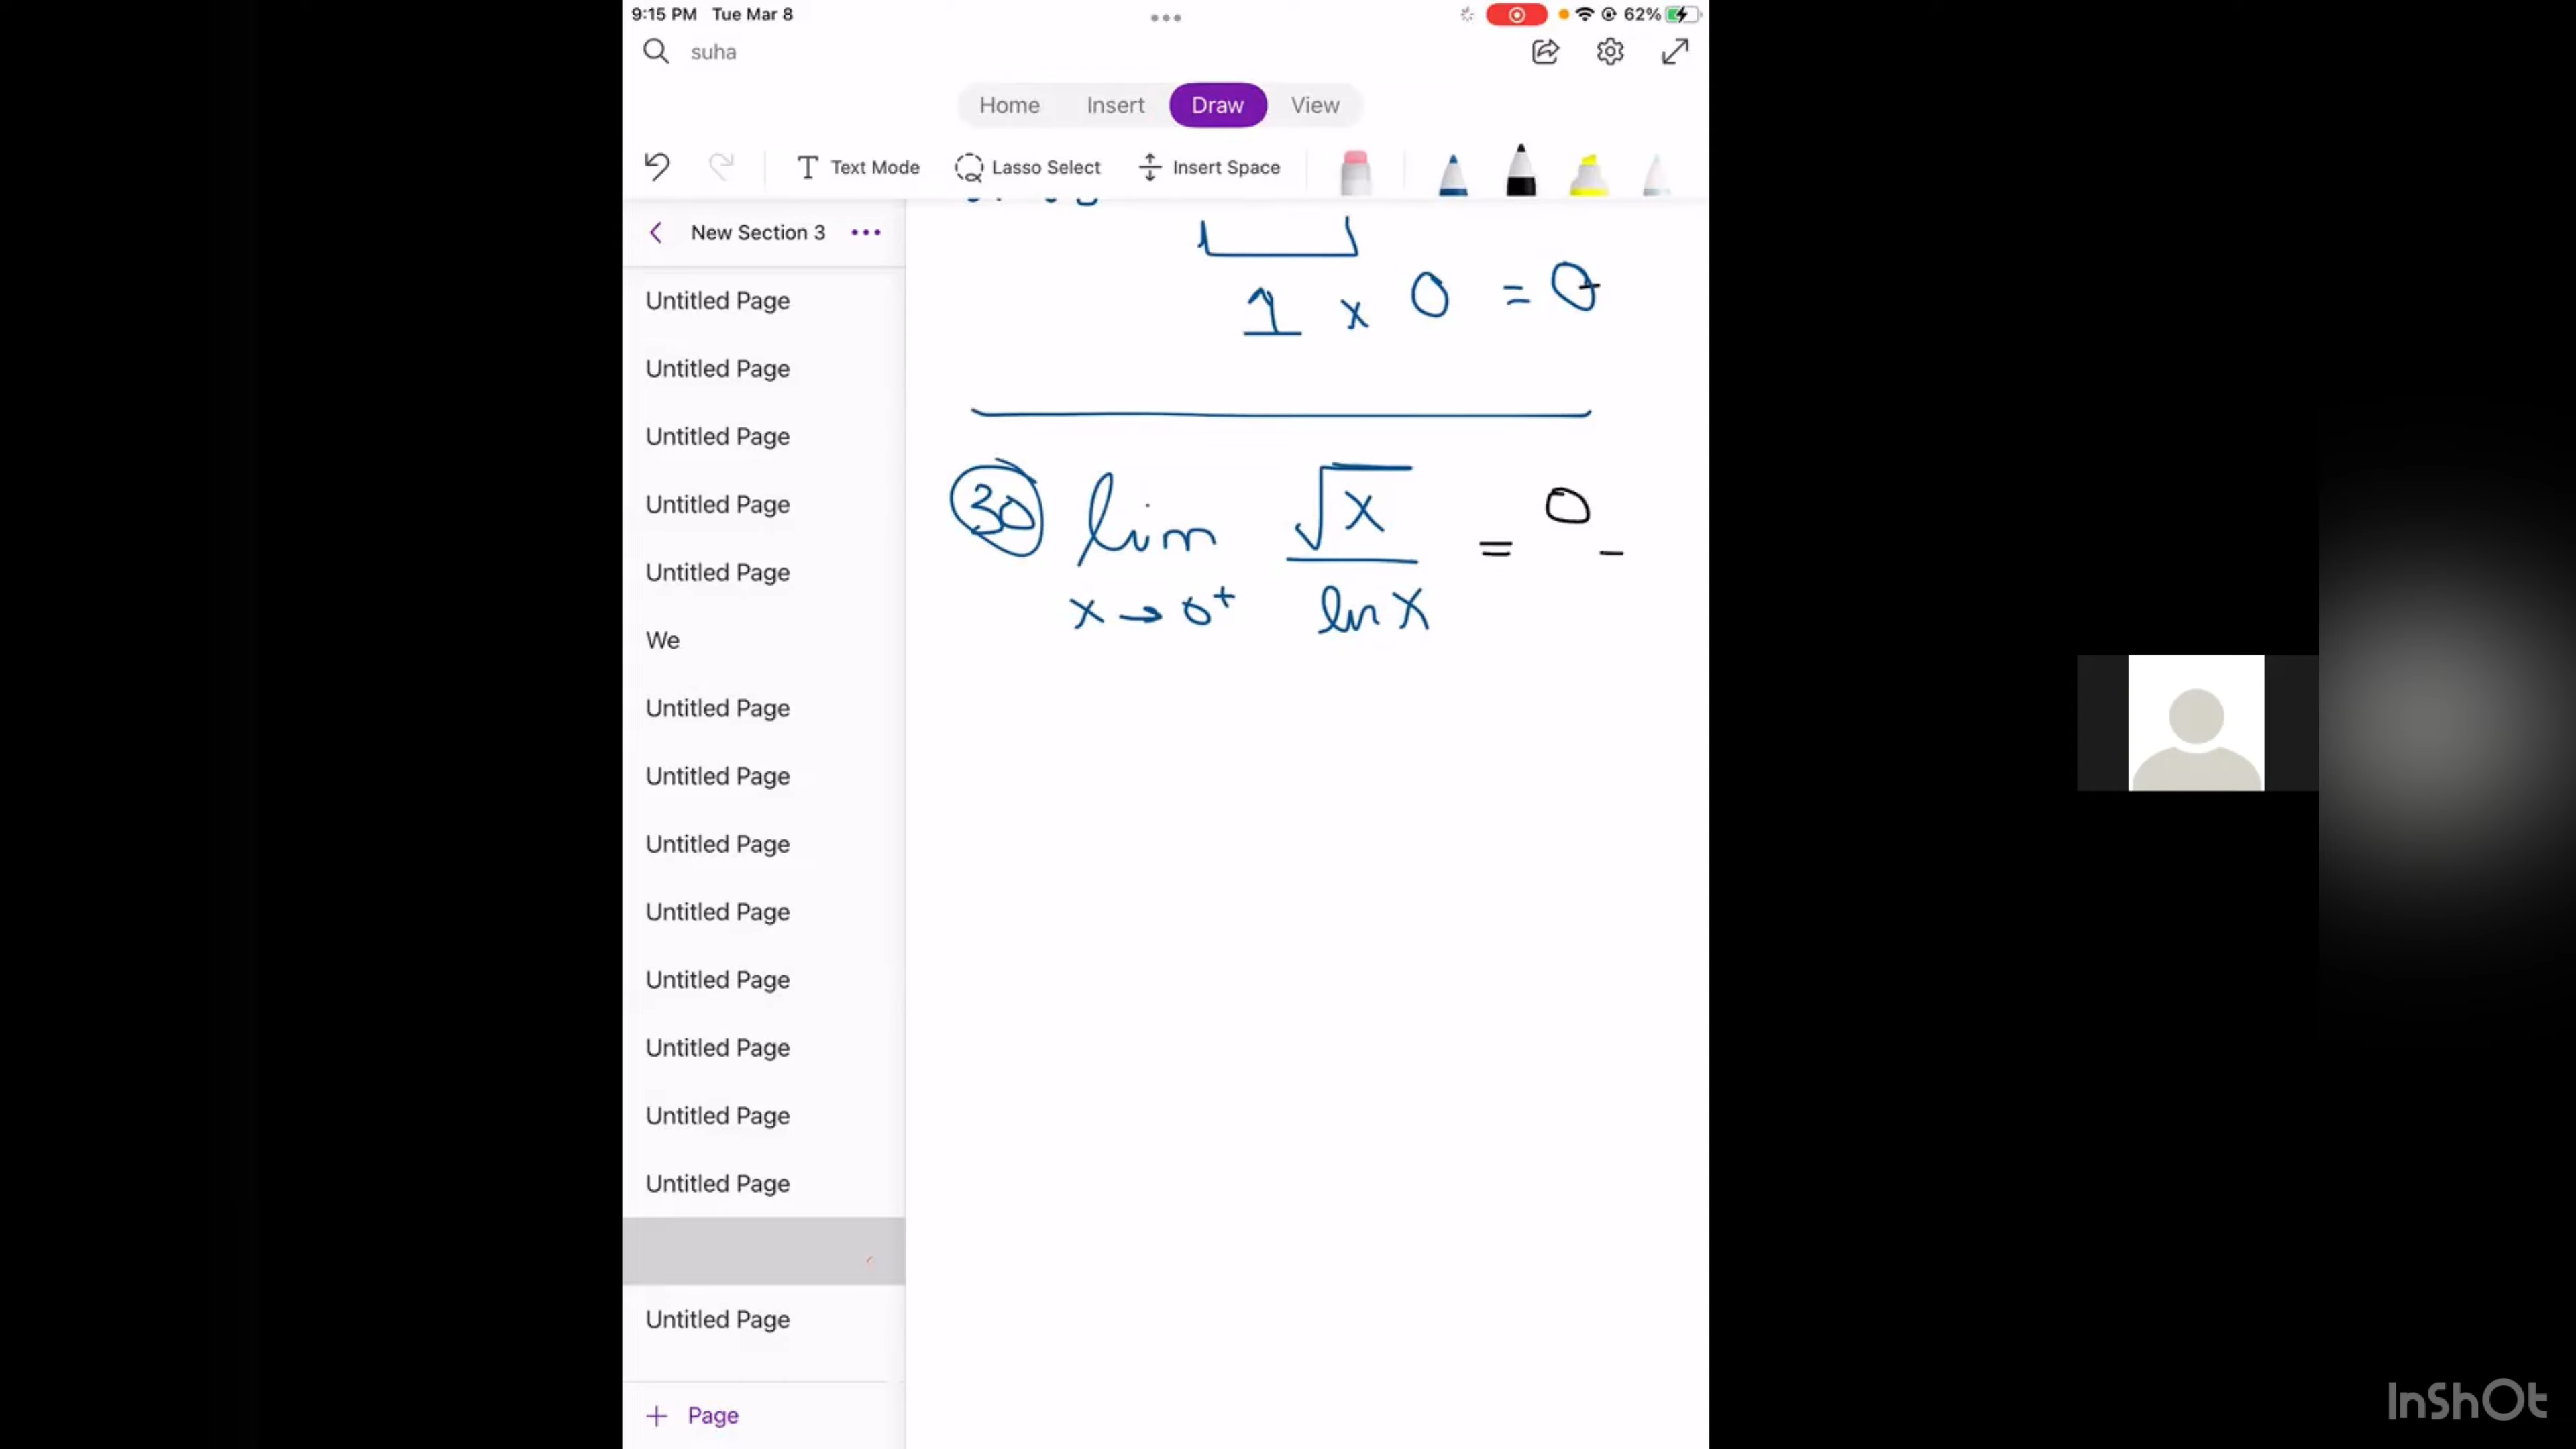 9:15 PM Tue Mar 8
62%
suha
Home Insert Draw View
Text Mode Lasso Select Insert Space
New Section 3
Untitled Page
Untitled Page
Untitled Page
Untitled Page
Untitled Page
We
Untitled Page
Untitled Page
Untitled Page
Untitled Page
Untitled Page
Untitled Page
Untitled Page
Untitled Page
Untitled Page
+ Page
1 x 0 = 0
30 lim x → 0⁺ √x / ln x = 0 -
InShOt